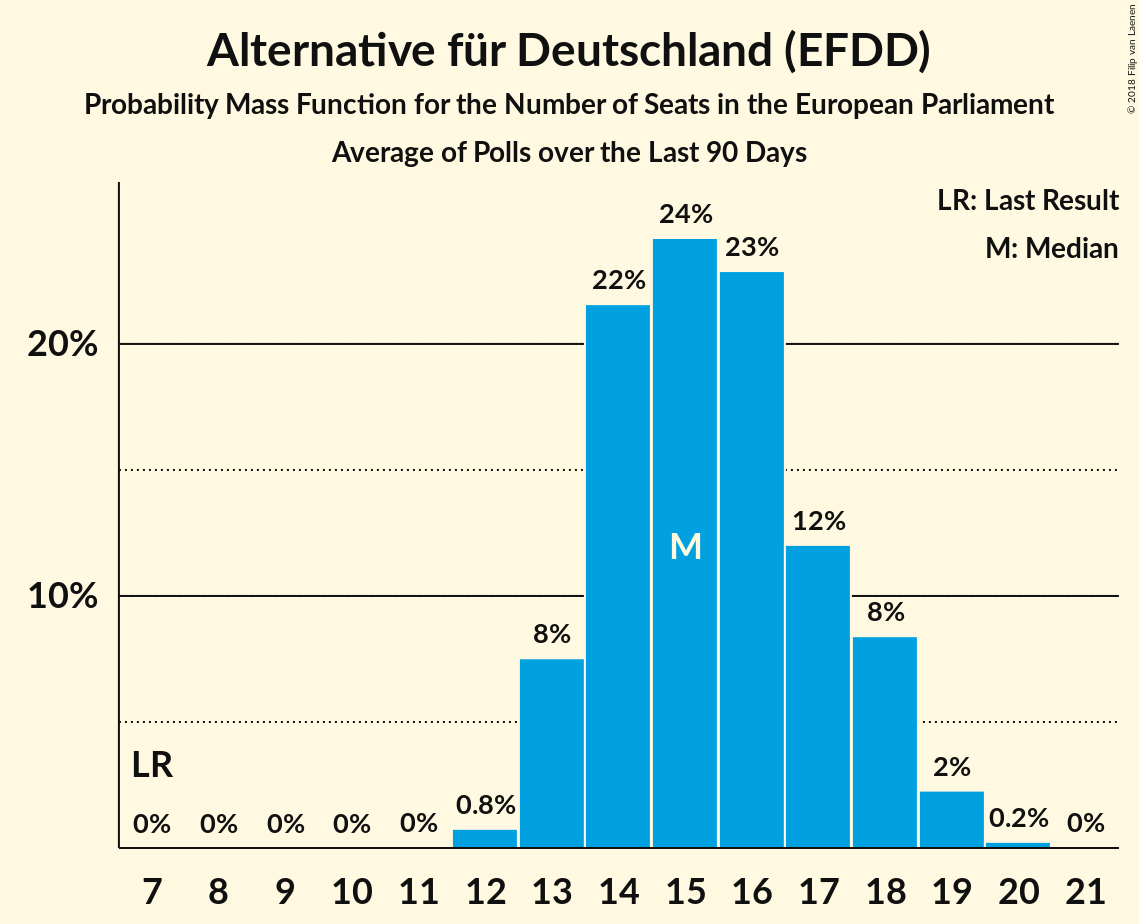 Alternative für Deutschland (EFDD)
Probability Mass Function for the Number of Seats in the European Parliament
Average of Polls over the Last 90 Days
© 2018 Filip van Laenen
LR: Last Result
M: Median
24%
23%
22%
20%
12%
M
10%
8%
8%
LR
2%
0.8%
0.2%
0% 0% 0% 0% 0% 0%
7 8 9 10 11 12 13 14 15 16 17 18 19 20 21